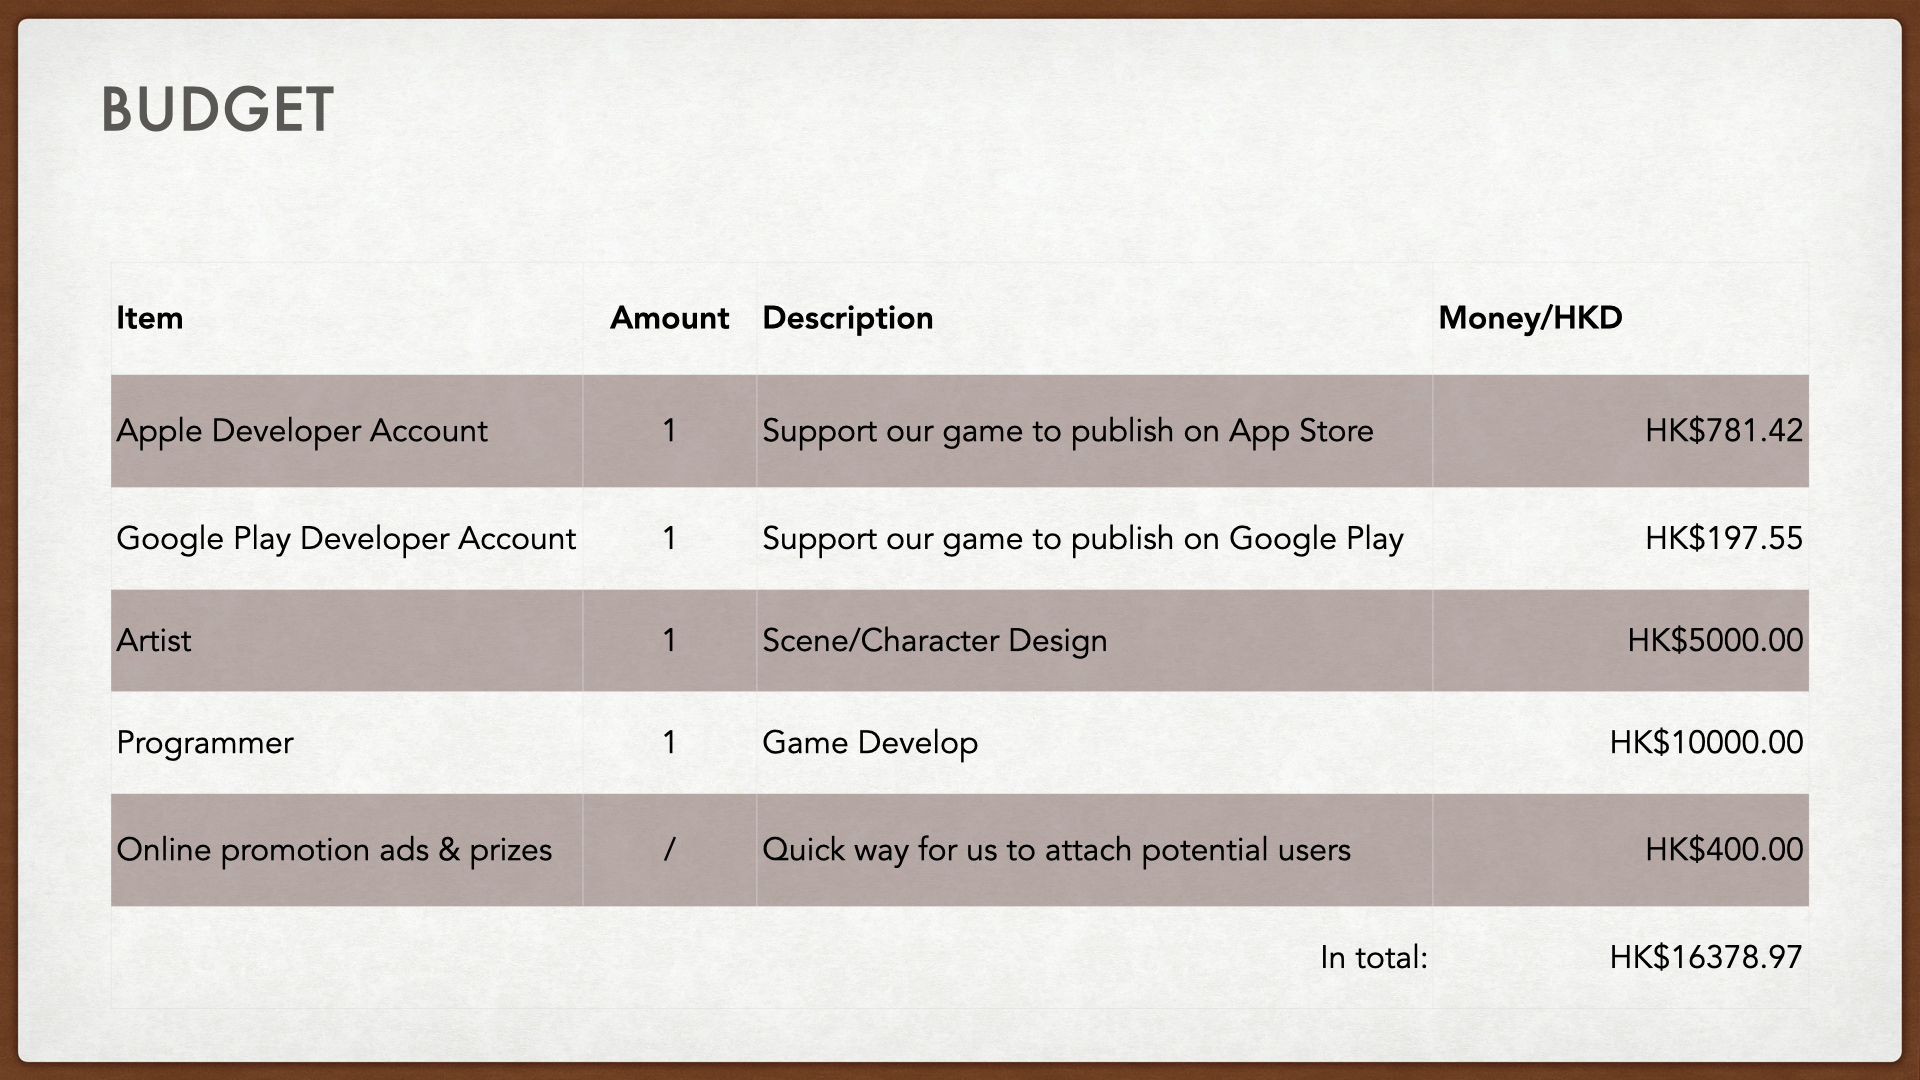 BUDGET
Item Amount Description Money/HKD
Apple Developer Account 1 Support our game to publish on App Store HK$781.42
Google Play Developer Account 1 Support our game to publish on Google Play HK$197.55
Artist 1 Scene/Character Design HK$5000.00
Programmer 1 Game Develop HK$10000.00
Online promotion ads & prizes / Quick way for us to attach potential users HK$400.00
In total: HK$16378.97